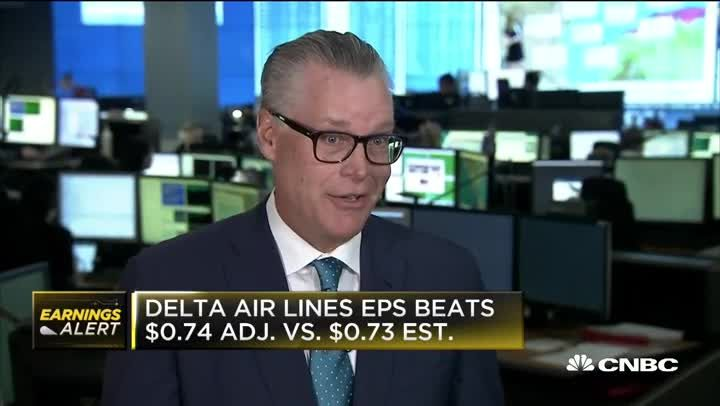 EARNINGS
ALERT
DELTA AIR LINES EPS BEATS
$0.74 ADJ. VS. $0.73 EST.
CNBC